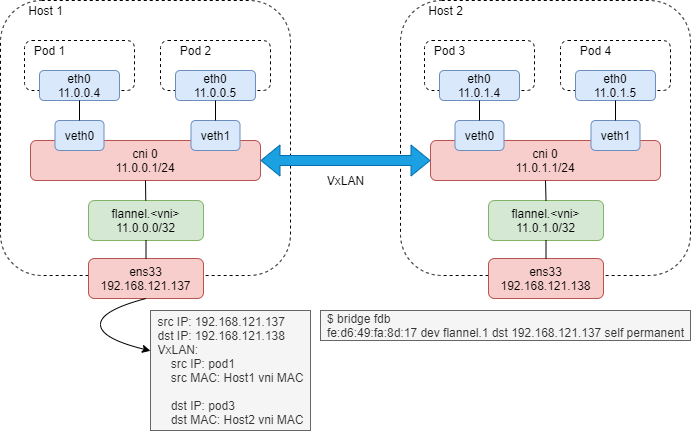 Host 1
Host 2
Pod 1
Pod 2
Pod 3
Pod 4
eth0
11.0.0.4
eth0
11.0.0.5
eth0
11.0.1.4
eth0
11.0.1.5
veth0
veth1
veth0
veth1
cni 0
11.0.0.1/24
VxLAN
cni 0
11.0.1.1/24
flannel.<vni>
11.0.0.0/32
flannel.<vni>
11.0.1.0/32
ens33
192.168.121.137
ens33
192.168.121.138
src IP: 192.168.121.137
dst IP: 192.168.121.138
VxLAN:
src IP: pod1
src MAC: Host1 vni MAC
dst IP: pod3
dst MAC: Host2 vni MAC
$ bridge fdb
fe:d6:49:fa:8d:17 dev flannel.1 dst 192.168.121.137 self permanent